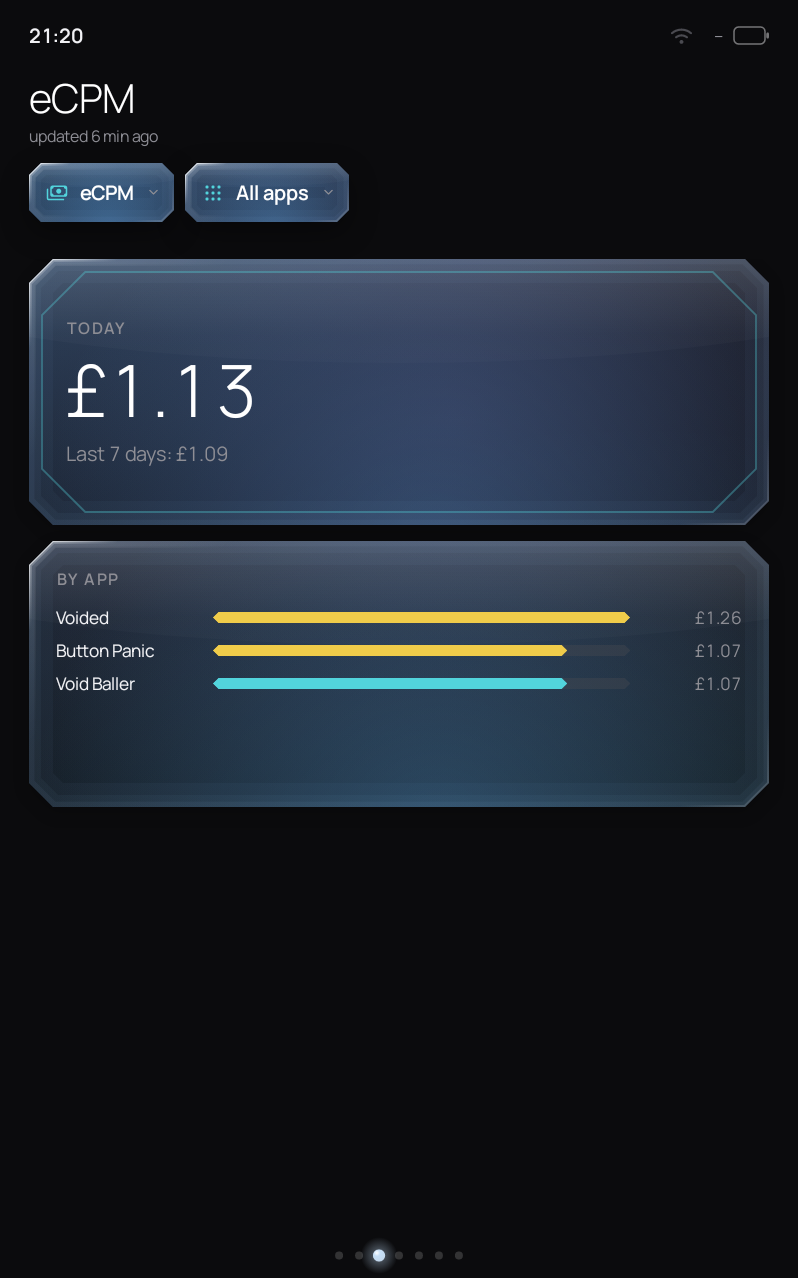 21:20
–
eCPM
updated 6 min ago
eCPM
All apps
TODAY
£1.13
Last 7 days: £1.09
BY APP
Voided £1.26
Button Panic £1.07
Void Baller £1.07